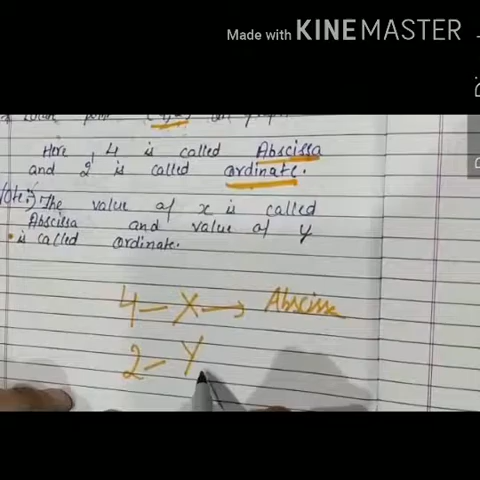 Made with KINEMASTER
Here, 4 is called Abscissa
and 2 is called ordinate.
Note:- The value of x is called
Abscissa and value of y
is called ordinate.
4 - X → Abscissa
2 - Y